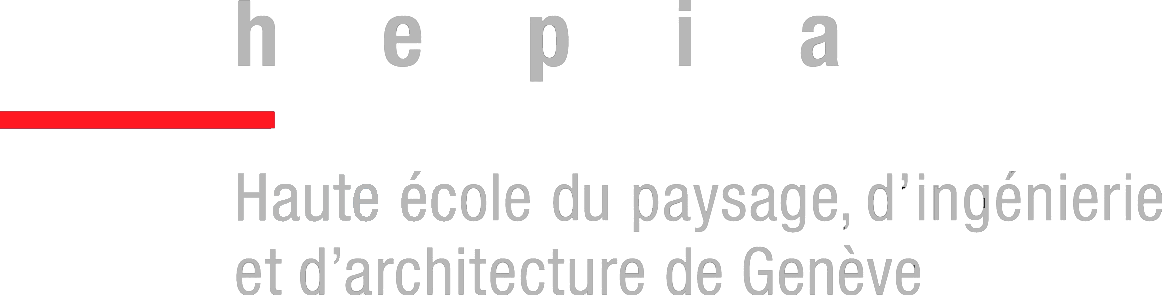 h e p i a
Haute école du paysage, d'ingénierie
et d'architecture de Genève